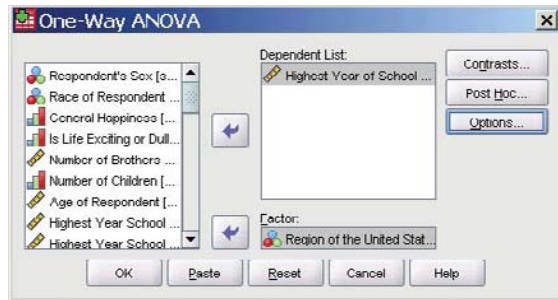 One-Way ANOVA
Respondent's Sex [s...
Race of Respondent ...
General Happiness [...
Is Life Exciting or Dull...
Number of Brothers ...
Number of Children [...
Age of Respondent [...
Highest Year School ...
Highest Year School ...
Dependent List:
Highest Year of School ...
Factor:
Region of the United Stat...
Contrasts...
Post Hoc...
Options...
OK
Paste
Reset
Cancel
Help